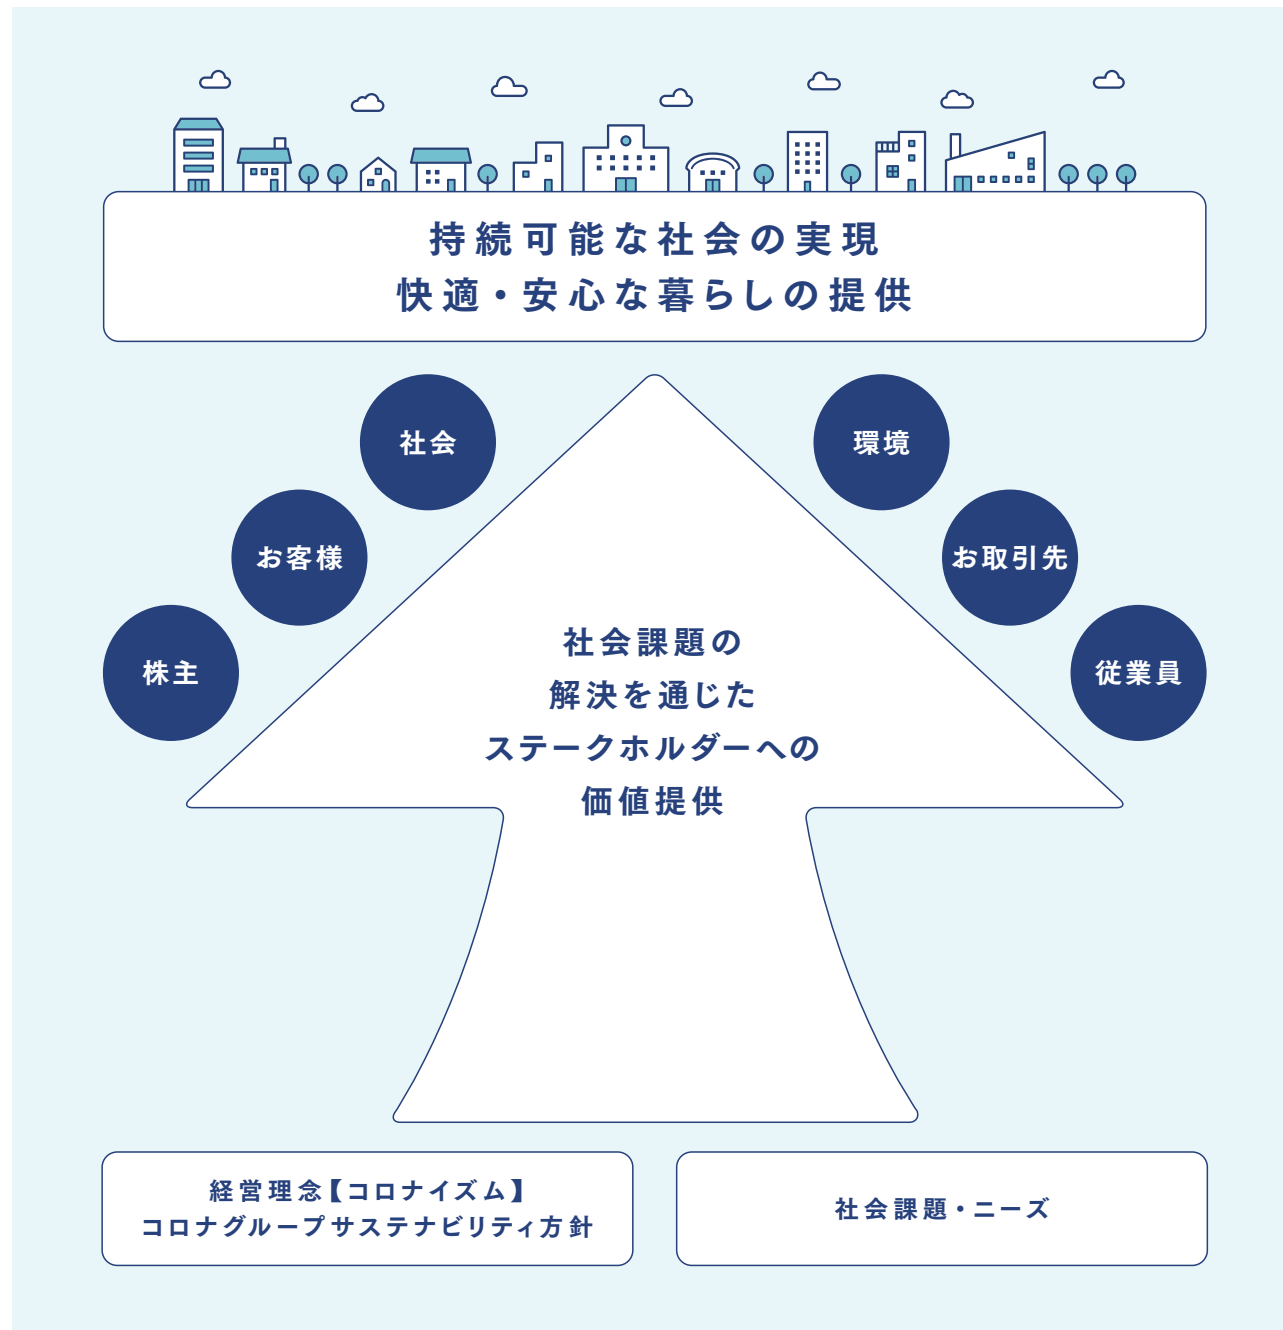 持続可能な社会の実現
快適・安心な暮らしの提供
社会
環境
お客様
お取引先
株主
従業員
社会課題の
解決を通じた
ステークホルダーへの
価値提供
経営理念【コロナイズム】
コロナグループサステナビリティ方針
社会課題・ニーズ